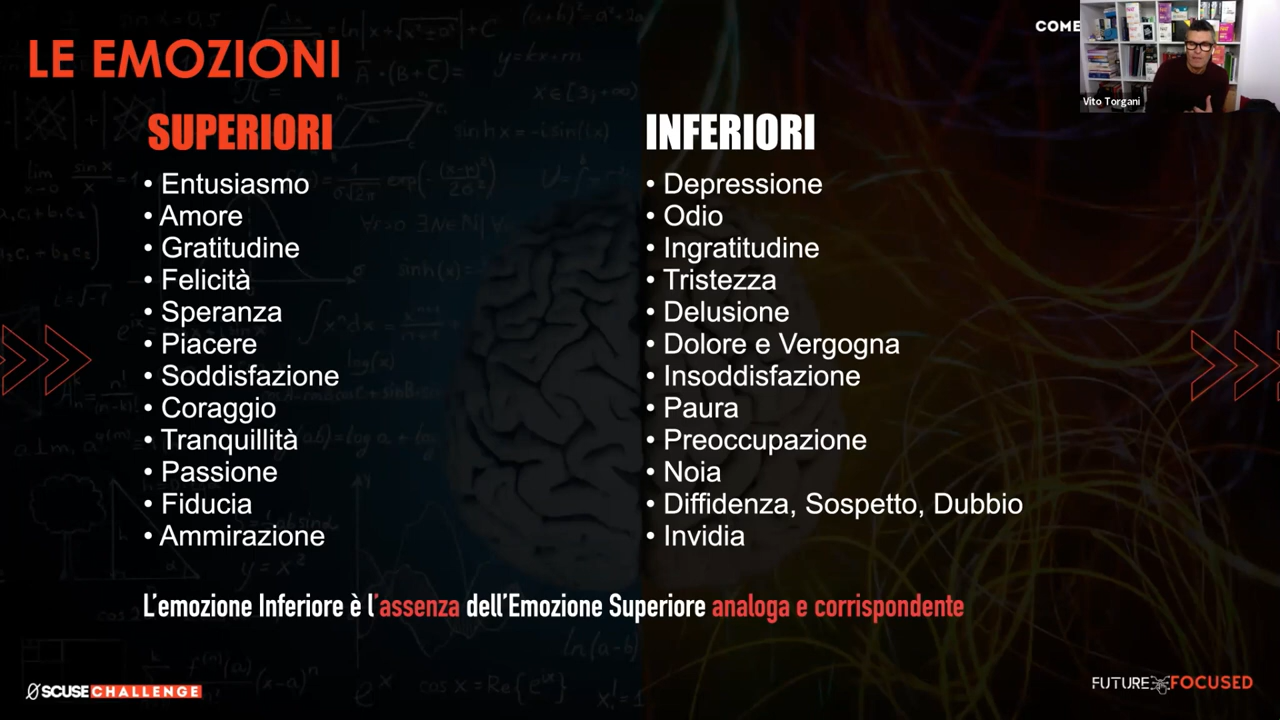 COME
Vito Torgani
LE EMOZIONI
SUPERIORI
• Entusiasmo
• Amore
• Gratitudine
• Felicità
• Speranza
• Piacere
• Soddisfazione
• Coraggio
• Tranquillità
• Passione
• Fiducia
• Ammirazione
INFERIORI
• Depressione
• Odio
• Ingratitudine
• Tristezza
• Delusione
• Dolore e Vergogna
• Insoddisfazione
• Paura
• Preoccupazione
• Noia
• Diffidenza, Sospetto, Dubbio
• Invidia
L'emozione Inferiore è l'assenza dell'Emozione Superiore analoga e corrispondente
ØSCUSECHALLENGE
FUTURE FOCUSED